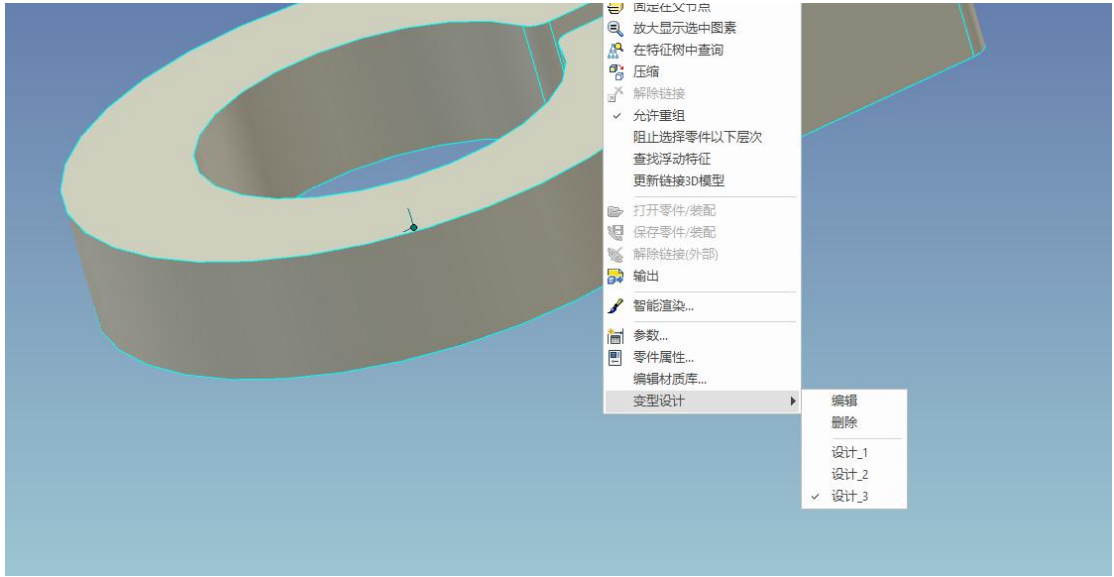 固定在父节点
放大显示选中图素
在特征树中查询
压缩
解除链接
允许重组
阻止选择零件以下层次
查找浮动特征
更新链接3D模型
打开零件/装配
保存零件/装配
解除链接(外部)
输出
智能渲染...
参数...
零件属性...
编辑材质库...
变型设计
编辑
删除
设计_1
设计_2
设计_3